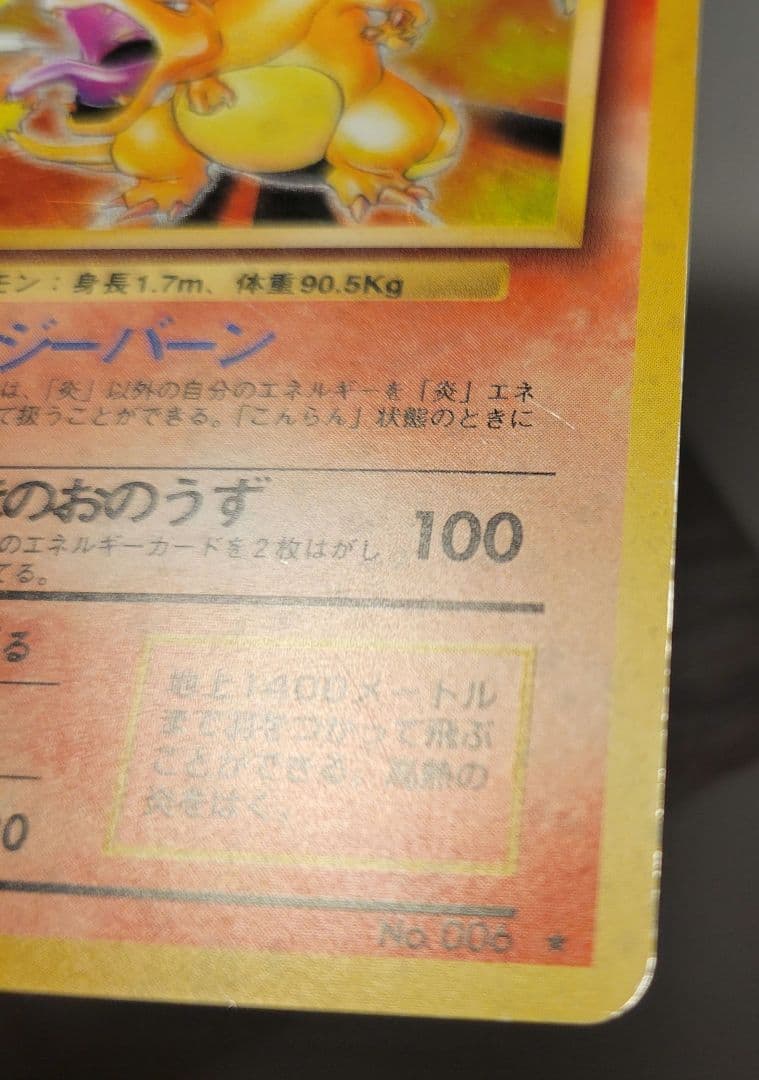 モン：身長1.7m、体重90.5Kg
ジーバーン
は、「炎」以外の自分のエネルギーを「炎」エネ
て扱うことができる。「こんらん」状態のときに
のおのうず
100
のエネルギーカードを2枚はがし
てる。
る
地上1400メートル
まで羽をつかって飛ぶ
ことができる。高熱の
炎をはく。
0
No.006 ★